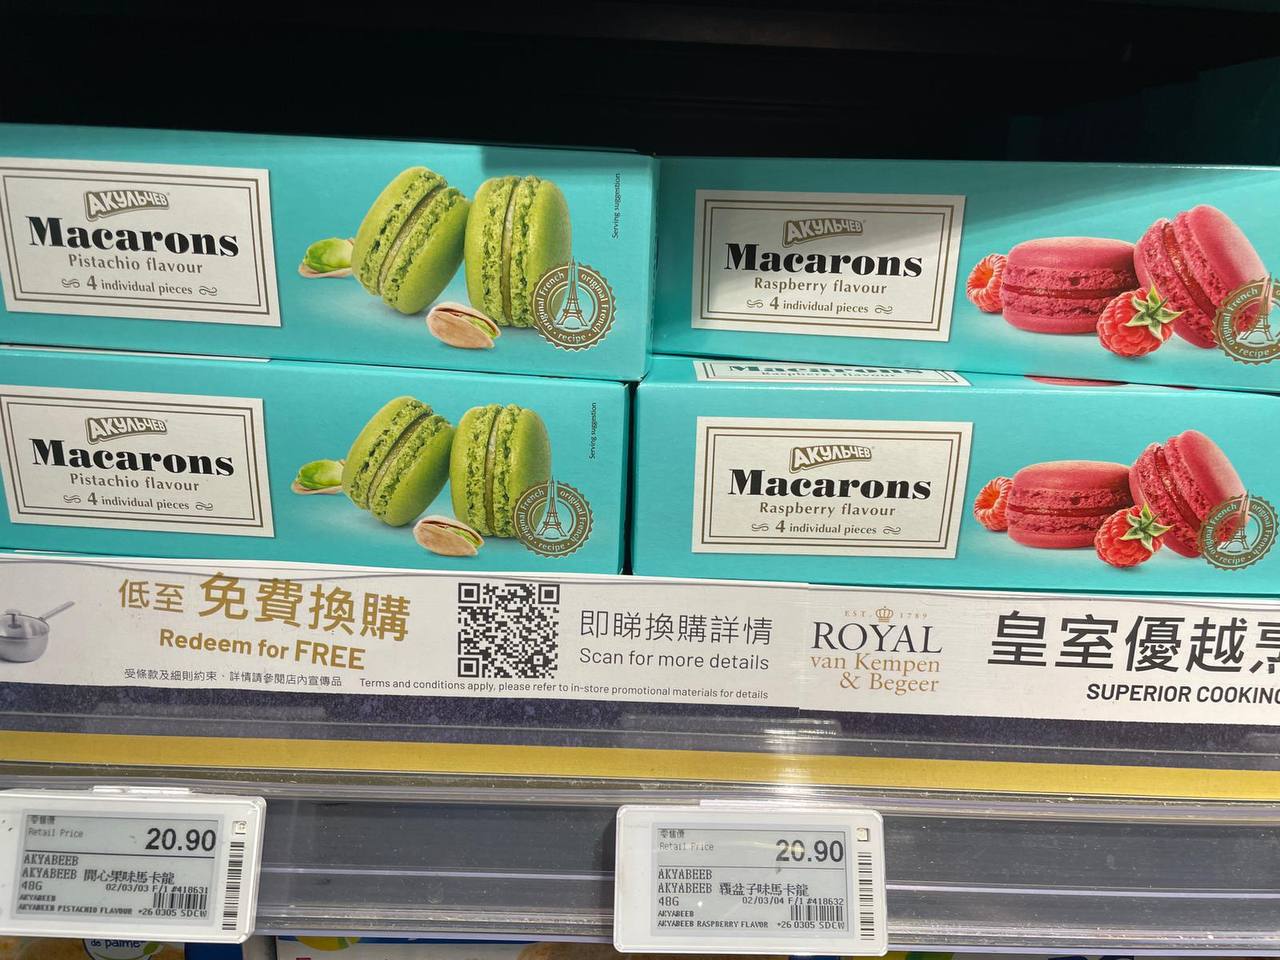 АКУЛЬЧЕВ®
Macarons
Pistachio flavour
4 individual pieces
Serving suggestion
original French
recipe
АКУЛЬЧЕВ®
Macarons
Raspberry flavour
4 individual pieces
original French
recipe
АКУЛЬЧЕВ
Macarons
Pistachio flavour
4 individual pieces
Serving suggestion
original French
recipe
Macarons
Raspberry flavour
АКУЛЬЧЕВ
Macarons
Raspberry flavour
4 individual pieces
original French
recipe
低至 免費換購
Redeem for FREE
受條款及細則約束、詳情請參閱店內宣傳品
即睇換購詳情
Scan for more details
Terms and conditions apply, please refer to in-store promotional materials for details
EST. 1789
ROYAL
van Kempen
& Begeer
皇室優越
SUPERIOR COOKING
零售價
Retail Price
20.90
AKYABEEB
AKYABEEB 開心果味馬卡龍
48G 02/03/03 F/1 #418631
AKYABEEB
AKYABEEB PISTACHIO FLAVOUR +26 0305 SDCW
零售價
Retail Price
20.90
AKYABEEB
AKYABEEB 覆盆子味馬卡龍
48G 02/03/04 F/1 #418632
AKYABEEB
AKYABEEB RASPBERRY FLAVOR +26 0305 SDCW
de palme